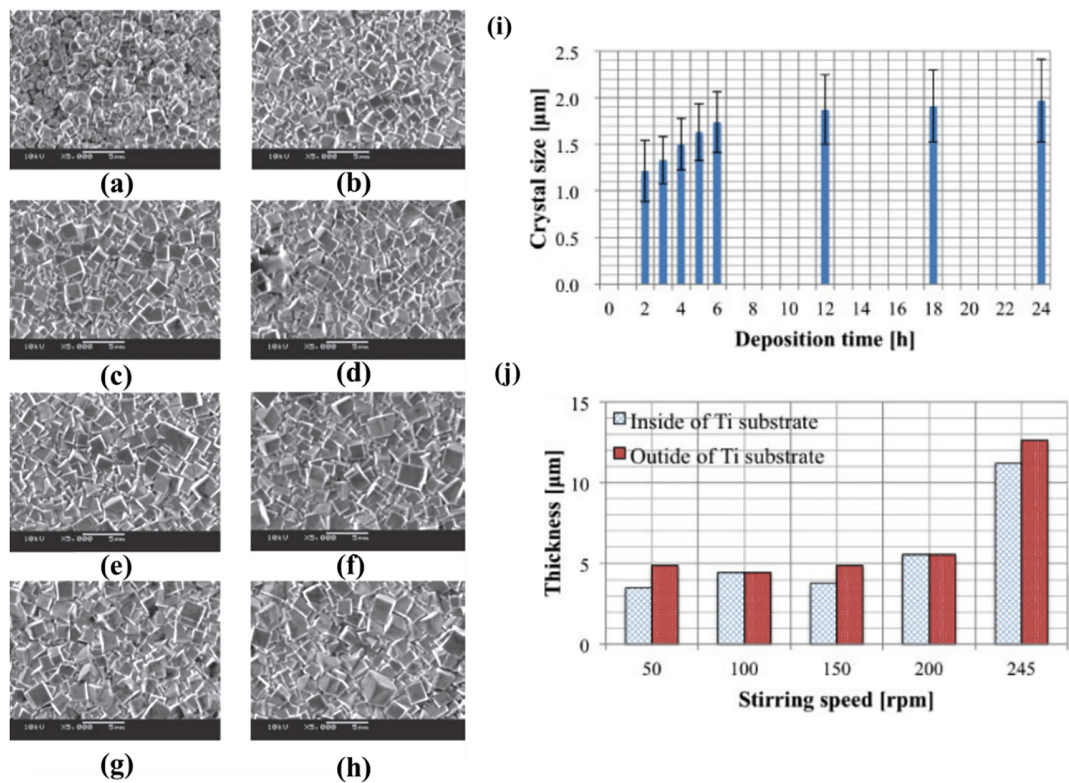 10kV X5,000 5μm
10kV X5,000 5μm
(a)
(b)
10kV X5,000 5μm
10kV X5,000 5μm
(c)
(d)
10kV X5,000 5μm
10kV X5,000 5μm
(e)
(f)
10kV X5,000 5μm
10kV X5,000 5μm
(g)
(h)
(i)
Crystal size [μm]
2.5
2.0
1.5
1.0
0.5
0.0
0 2 4 6 8 10 12 14 16 18 20 22 24
Deposition time [h]
(j)
Thickness [μm]
15
10
5
0
Inside of Ti substrate
Outide of Ti substrate
50 100 150 200 245
Stirring speed [rpm]